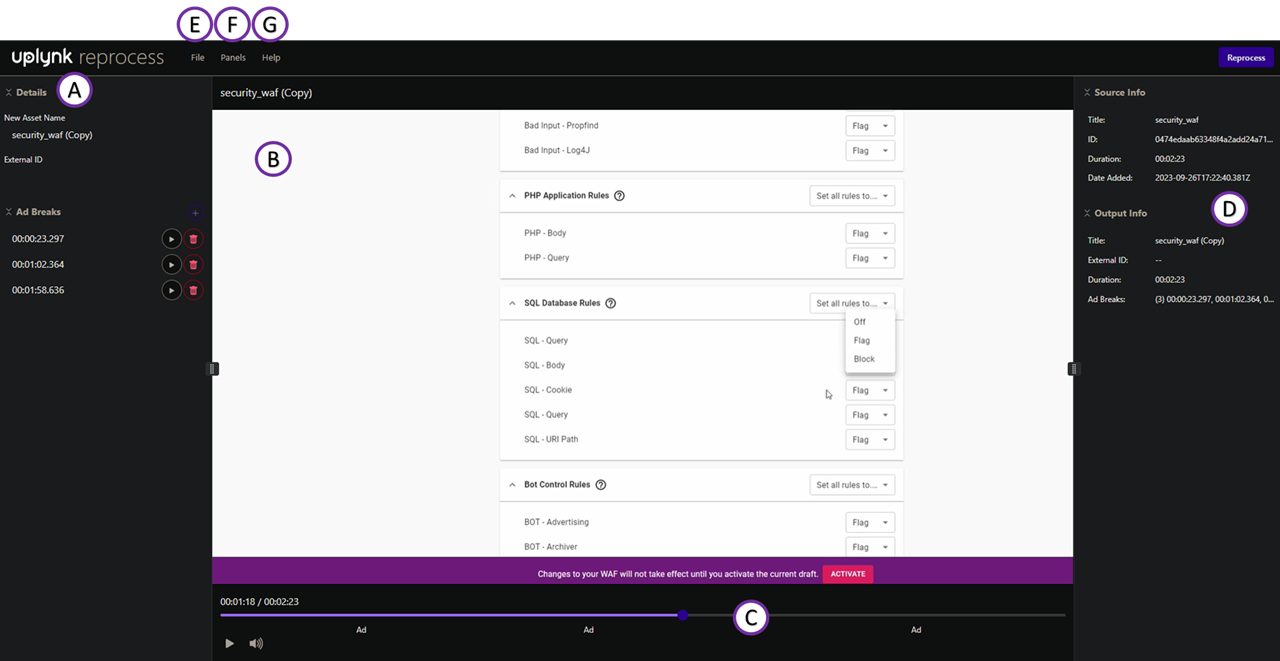 E F G
uplynk reprocess File Panels Help Reprocess
Details A
New Asset Name
security_waf (Copy)
External ID
Ad Breaks +
00:00:23.297
00:01:02.364
00:01:58.636
security_waf (Copy)
B
Bad Input - Propfind Flag
Bad Input - Log4J Flag
PHP Application Rules ? Set all rules to....
PHP - Body Flag
PHP - Query Flag
SQL Database Rules ? Set all rules to....
Off
SQL - Query Flag
Block
SQL - Body
SQL - Cookie Flag
SQL - Query Flag
SQL - URI Path Flag
Bot Control Rules ? Set all rules to....
BOT - Advertising Flag
BOT - Archiver Flag
Changes to your WAF will not take effect until you activate the current draft. ACTIVATE
00:01:18 / 00:02:23
C
Ad Ad Ad
Source Info
Title: security_waf
ID: 0474edaab63348f4a2add24a71...
Duration: 00:02:23
Date Added: 2023-09-26T17:22:40.381Z
Output Info D
Title: security_waf (Copy)
External ID: --
Duration: 00:02:23
Ad Breaks: (3) 00:00:23.297, 00:01:02.364, 0...